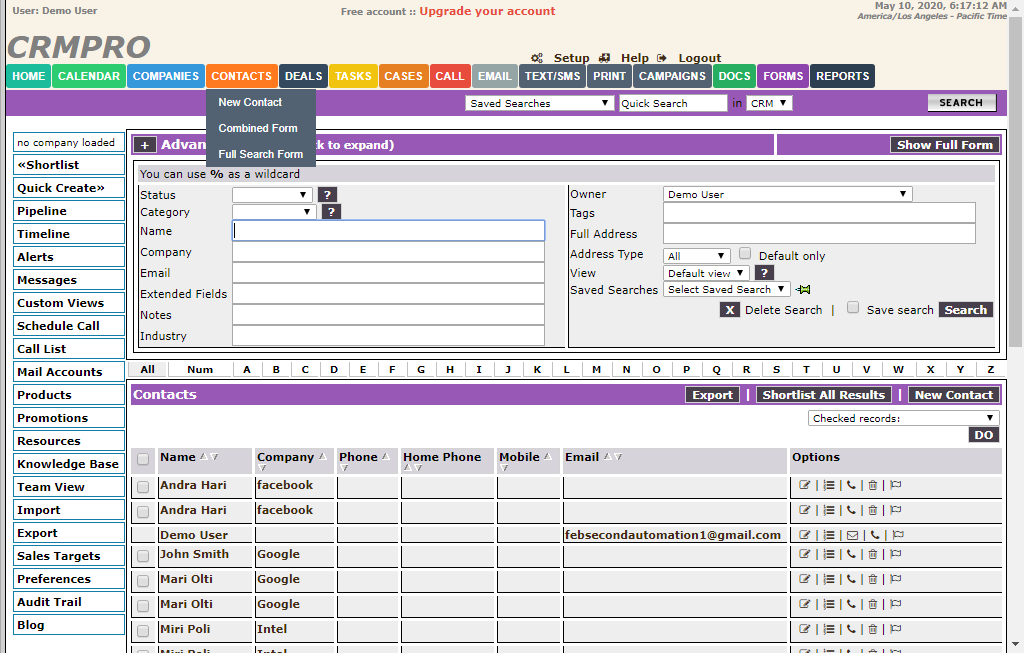 User: Demo User
Free account :: Upgrade your account
May 10, 2020, 6:17:12 AM
America/Los Angeles - Pacific Time
CRMPRO
Setup Help Logout
HOME CALENDAR COMPANIES CONTACTS DEALS TASKS CASES CALL EMAIL TEXT/SMS PRINT CAMPAIGNS DOCS FORMS REPORTS
New Contact
Combined Form
Full Search Form
Saved Searches Quick Search in CRM SEARCH
no company loaded
«Shortlist
Quick Create»
Pipeline
Timeline
Alerts
Messages
Custom Views
Schedule Call
Call List
Mail Accounts
Products
Promotions
Resources
Knowledge Base
Team View
Import
Export
Sales Targets
Preferences
Audit Trail
Blog
+ Advan k to expand) Show Full Form
You can use % as a wildcard
Status ?
Category ?
Name
Company
Email
Extended Fields
Notes
Industry
Owner Demo User
Tags
Full Address
Address Type All Default only
View Default view ?
Saved Searches Select Saved Search
X Delete Search | Save search Search
All Num A B C D E F G H I J K L M N O P Q R S T U V W X Y Z
Contacts Export | Shortlist All Results | New Contact
Checked records:
DO
Name Company Phone Home Phone Mobile Email Options
Andra Hari facebook | | | |
Andra Hari facebook | | | |
Demo User febsecondautomation1@gmail.com | | | |
John Smith Google | | | |
Mari Olti Google | | | |
Mari Olti Google | | | |
Miri Poli Intel | | | |
Miri Poli Intel